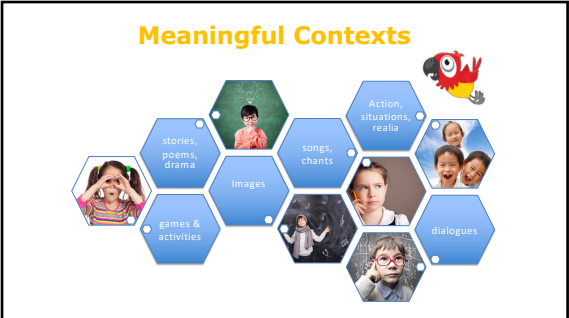 Meaningful Contexts
Action,
situations,
realia
stories,
poems,
drama
songs,
chants
Images
games &
activities
dialogues